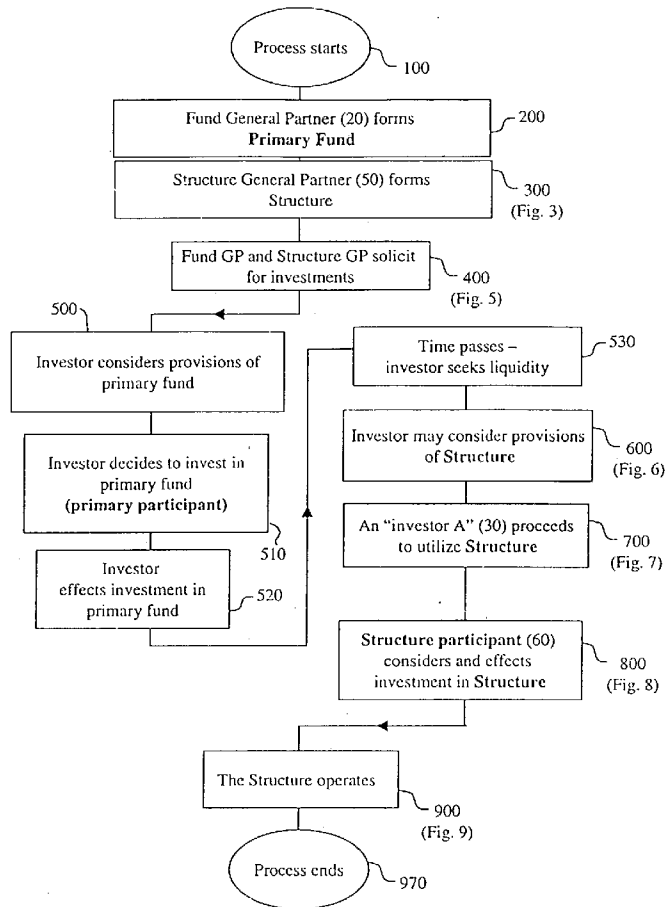 Process starts
100
Fund General Partner (20) forms
Primary Fund
200
Structure General Partner (50) forms
Structure
300
(Fig. 3)
Fund GP and Structure GP solicit
for investments
400
(Fig. 5)
500
Investor considers provisions of
primary fund
Investor decides to invest in
primary fund
(primary participant)
510
Investor
effects investment in
primary fund
520
Time passes –
investor seeks liquidity
530
Investor may consider provisions
of Structure
600
(Fig. 6)
An “investor A” (30) proceeds
to utilize Structure
700
(Fig. 7)
Structure participant (60)
considers and effects
investment in Structure
800
(Fig. 8)
The Structure operates
900
(Fig. 9)
Process ends
970